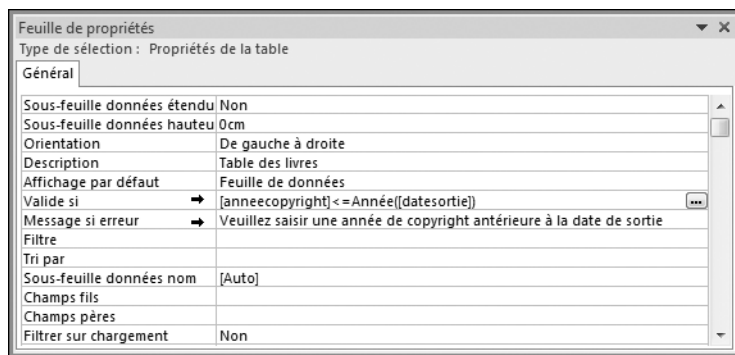 Feuille de propriétés
Type de sélection : Propriétés de la table
Général
Sous-feuille données étendu Non
Sous-feuille données hauteu 0cm
Orientation De gauche à droite
Description Table des livres
Affichage par défaut Feuille de données
Valide si [anneecopyright]<=Année([datesortie])
Message si erreur Veuillez saisir une année de copyright antérieure à la date de sortie
Filtre
Tri par
Sous-feuille données nom [Auto]
Champs fils
Champs pères
Filtrer sur chargement Non